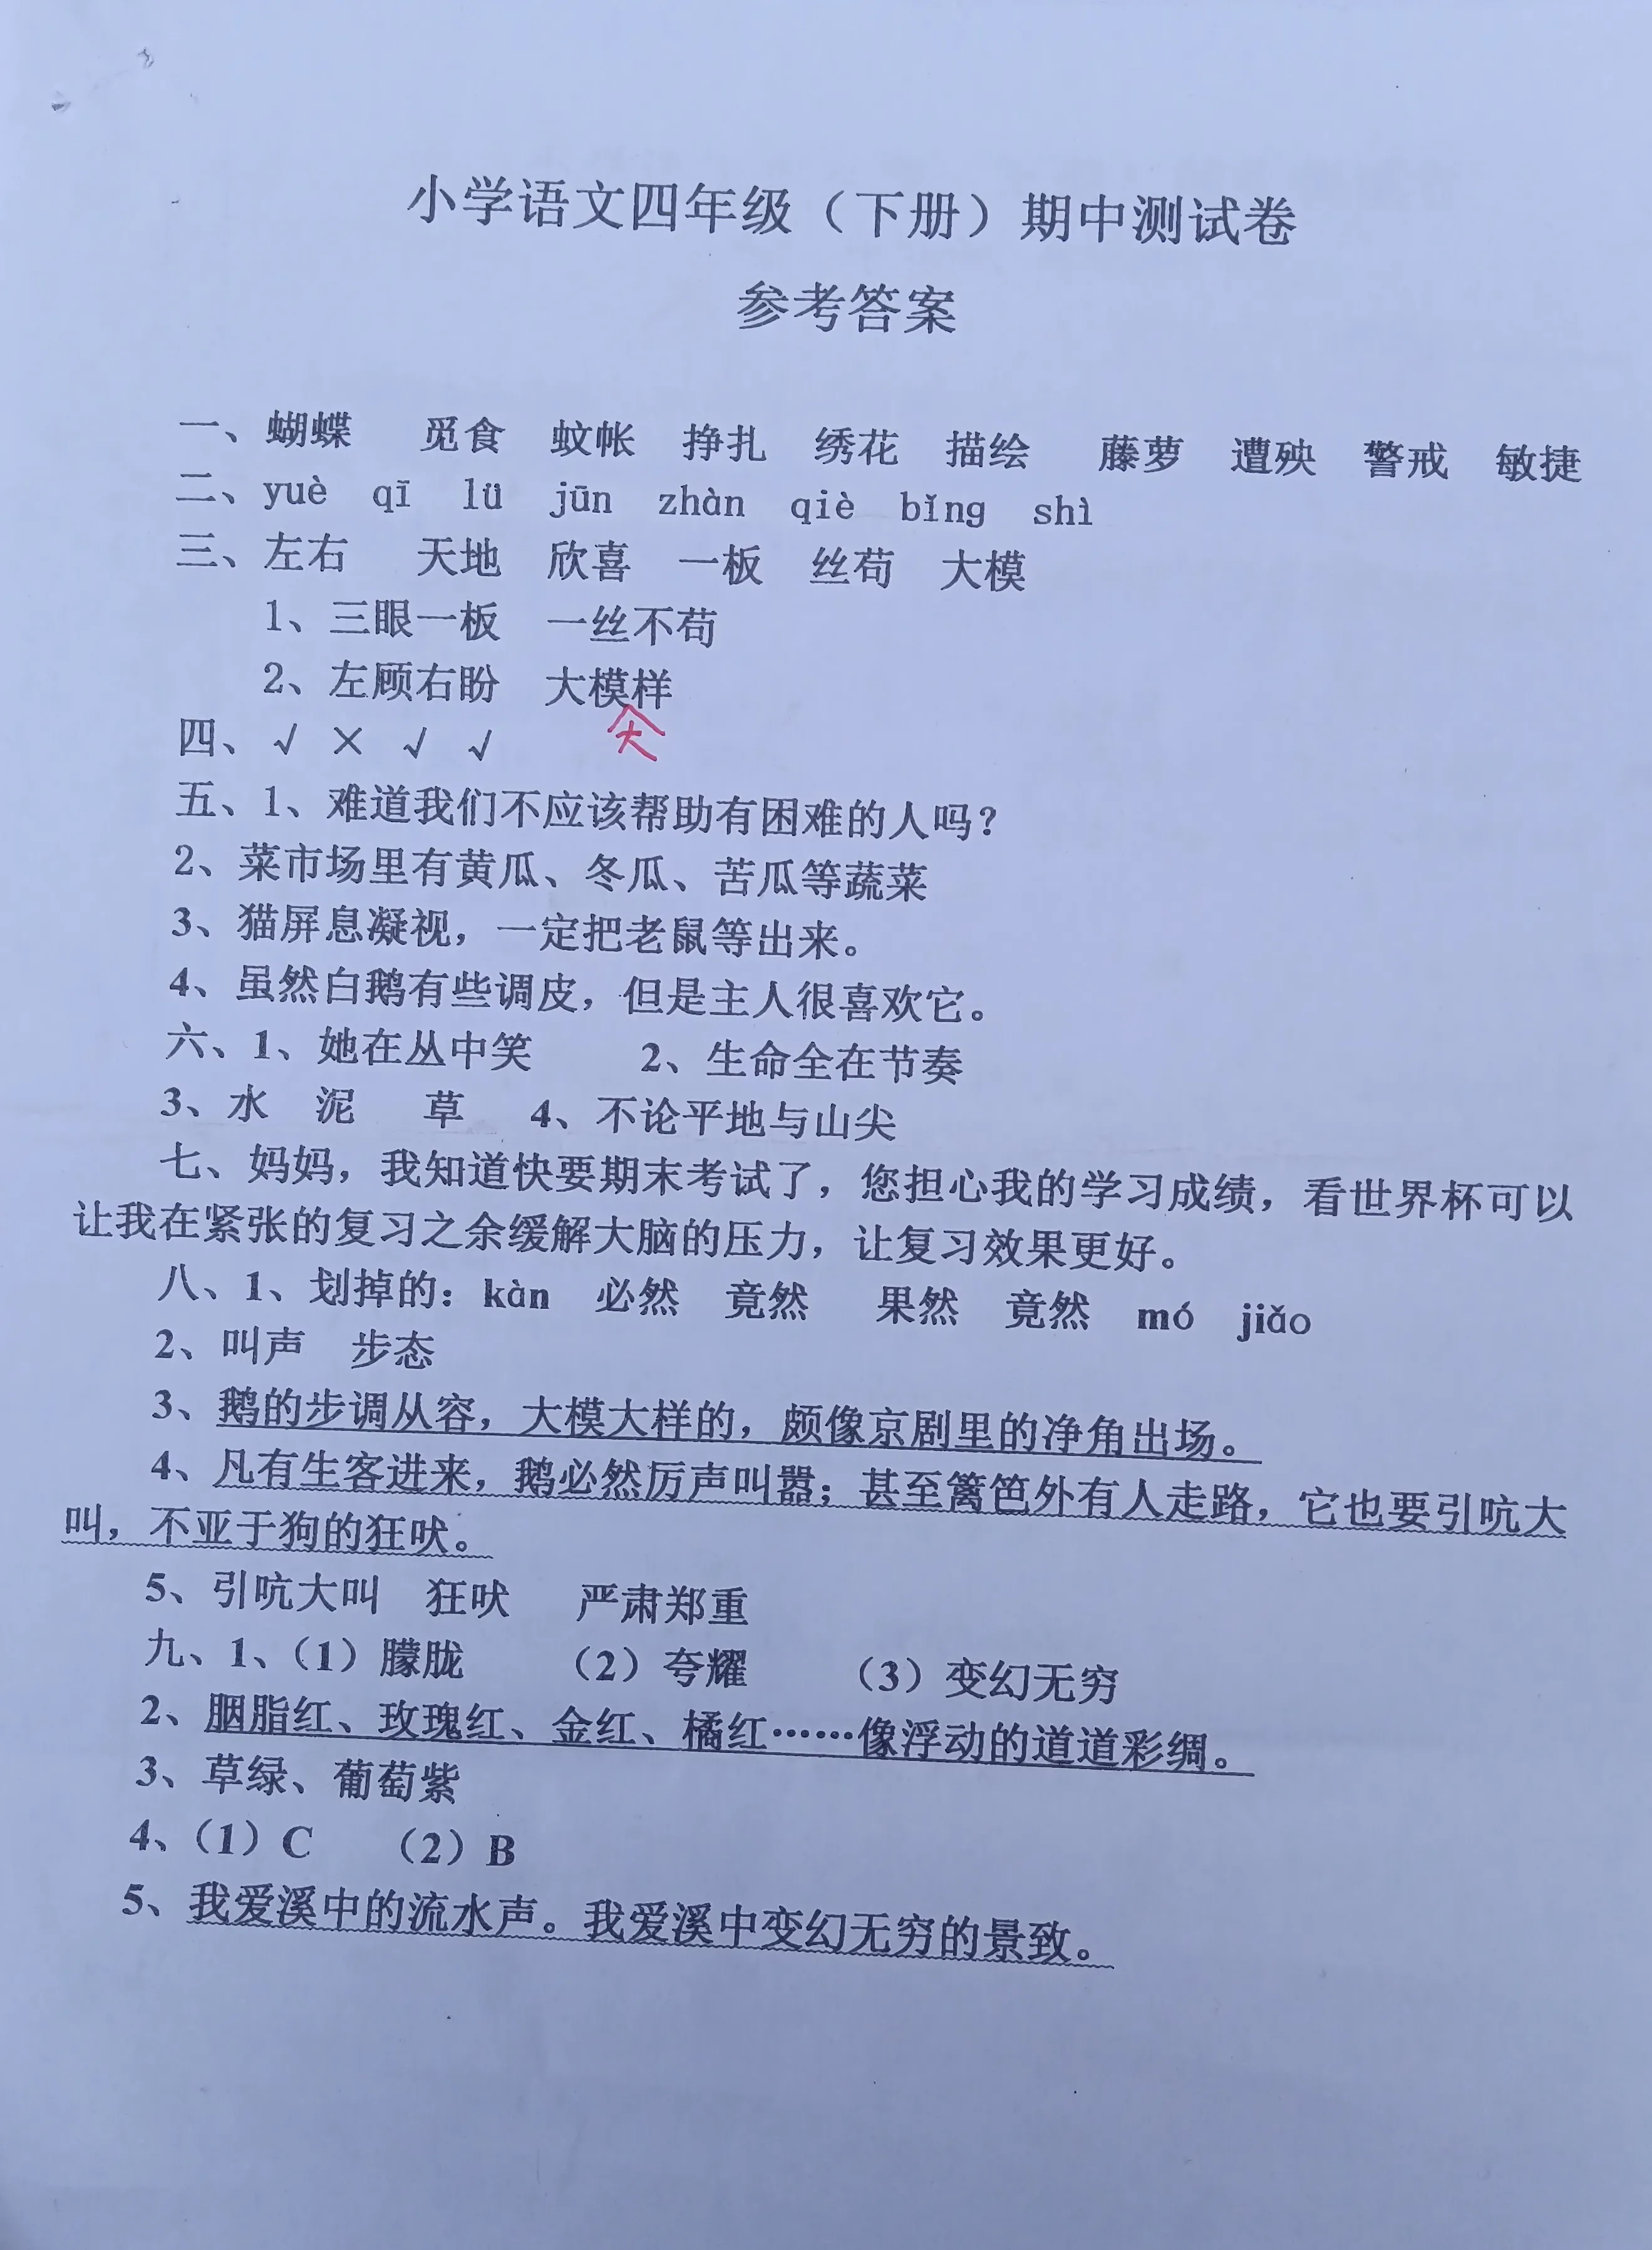 小学语文四年级（下册）期中测试卷
参考答案
一、蝴蝶 觅食 蚊帐 挣扎 绣花 描绘 藤萝 遭殃 警戒 敏捷
二、yuè qī lǜ jūn zhàn qiè bǐng shì
三、左右 天地 欣喜 一板 丝苟 大模
1、三眼一板 一丝不苟
2、左顾右盼 大模样
大
四、√ × √ √
五、1、难道我们不应该帮助有困难的人吗？
2、菜市场里有黄瓜、冬瓜、苦瓜等蔬菜
3、猫屏息凝视，一定把老鼠等出来。
4、虽然白鹅有些调皮，但是主人很喜欢它。
六、1、她在丛中笑 2、生命全在节奏
3、水 泥 草 4、不论平地与山尖
七、妈妈，我知道快要期末考试了，您担心我的学习成绩，看世界杯可以
让我在紧张的复习之余缓解大脑的压力，让复习效果更好。
八、1、划掉的：kàn 必然 竟然 果然 竟然 mó jiǎo
2、叫声 步态
3、鹅的步调从容，大模大样的，颇像京剧里的净角出场。
4、凡有生客进来，鹅必然厉声叫嚣；甚至篱笆外有人走路，它也要引吭大
叫，不亚于狗的狂吠。
5、引吭大叫 狂吠 严肃郑重
九、1、（1）朦胧 （2）夸耀 （3）变幻无穷
2、胭脂红、玫瑰红、金红、橘红……像浮动的道道彩绸。
3、草绿、葡萄紫
4、（1）C （2）B
5、我爱溪中的流水声。我爱溪中变幻无穷的景致。